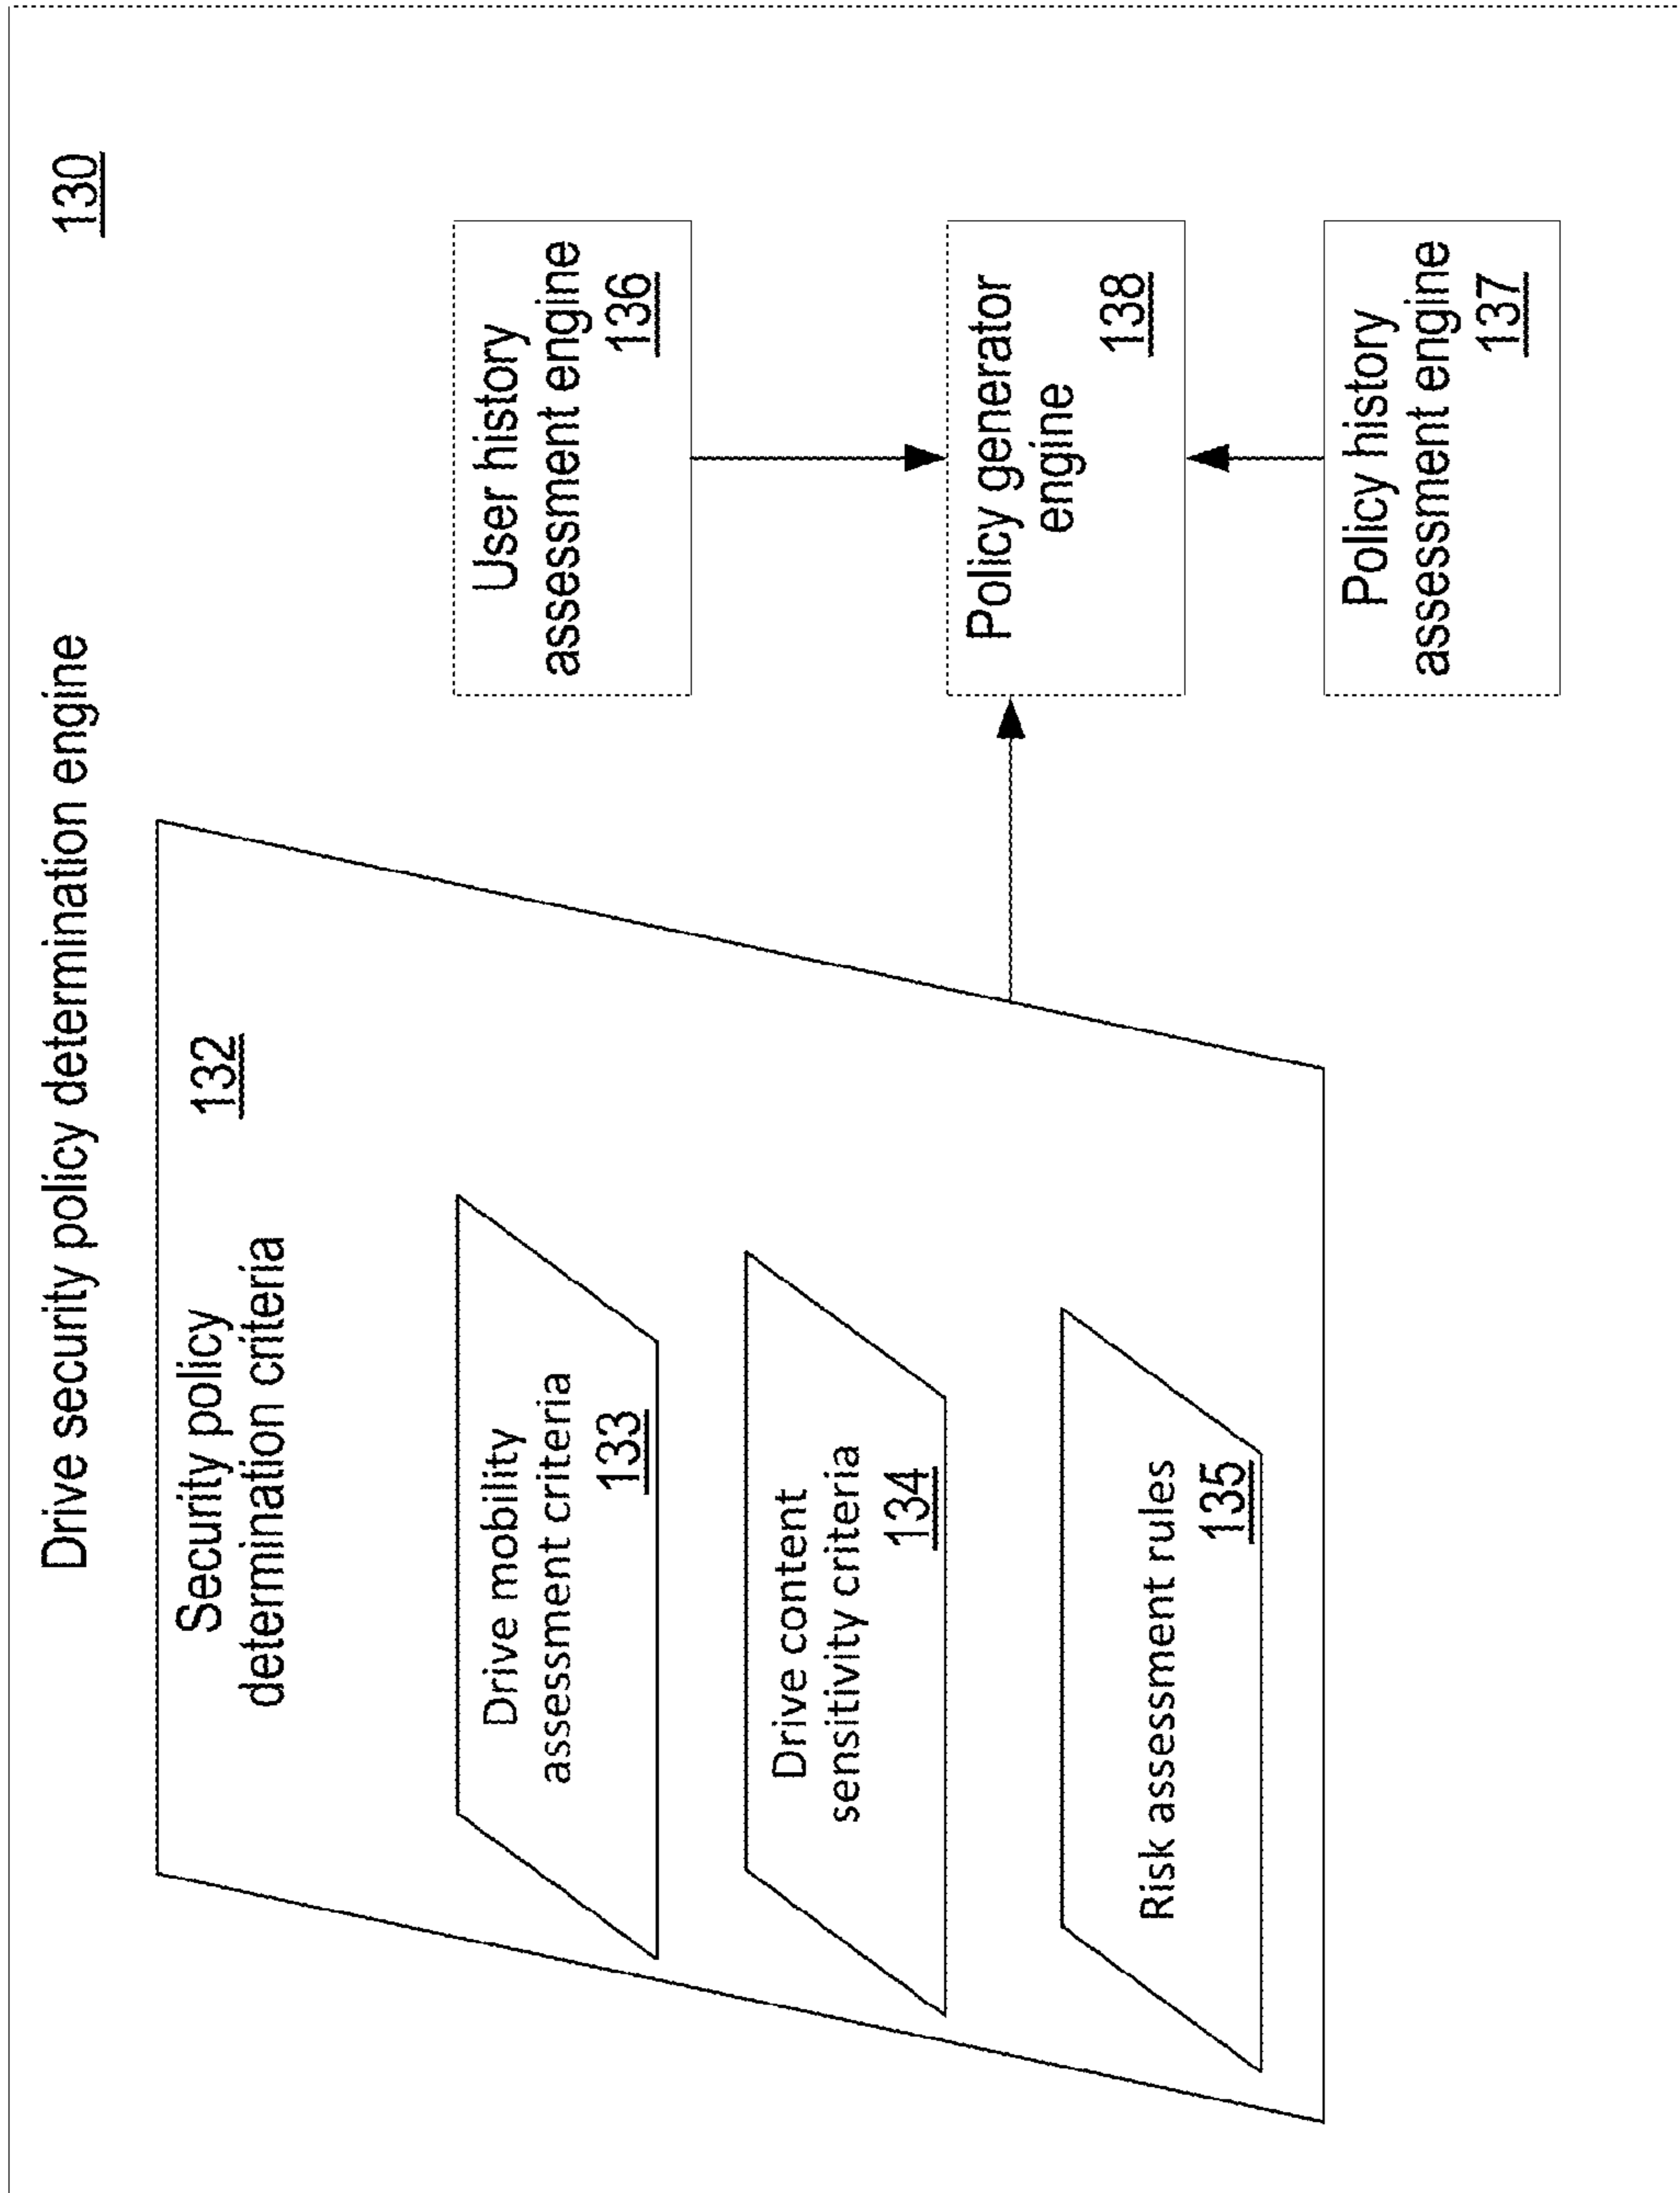 Drive security policy determination engine
130
Security policy
determination criteria
132
Drive mobility
assessment criteria
133
Drive content
sensitivity criteria
134
Risk assessment rules
135
User history
assessment engine
136
Policy generator
engine
138
Policy history
assessment engine
137